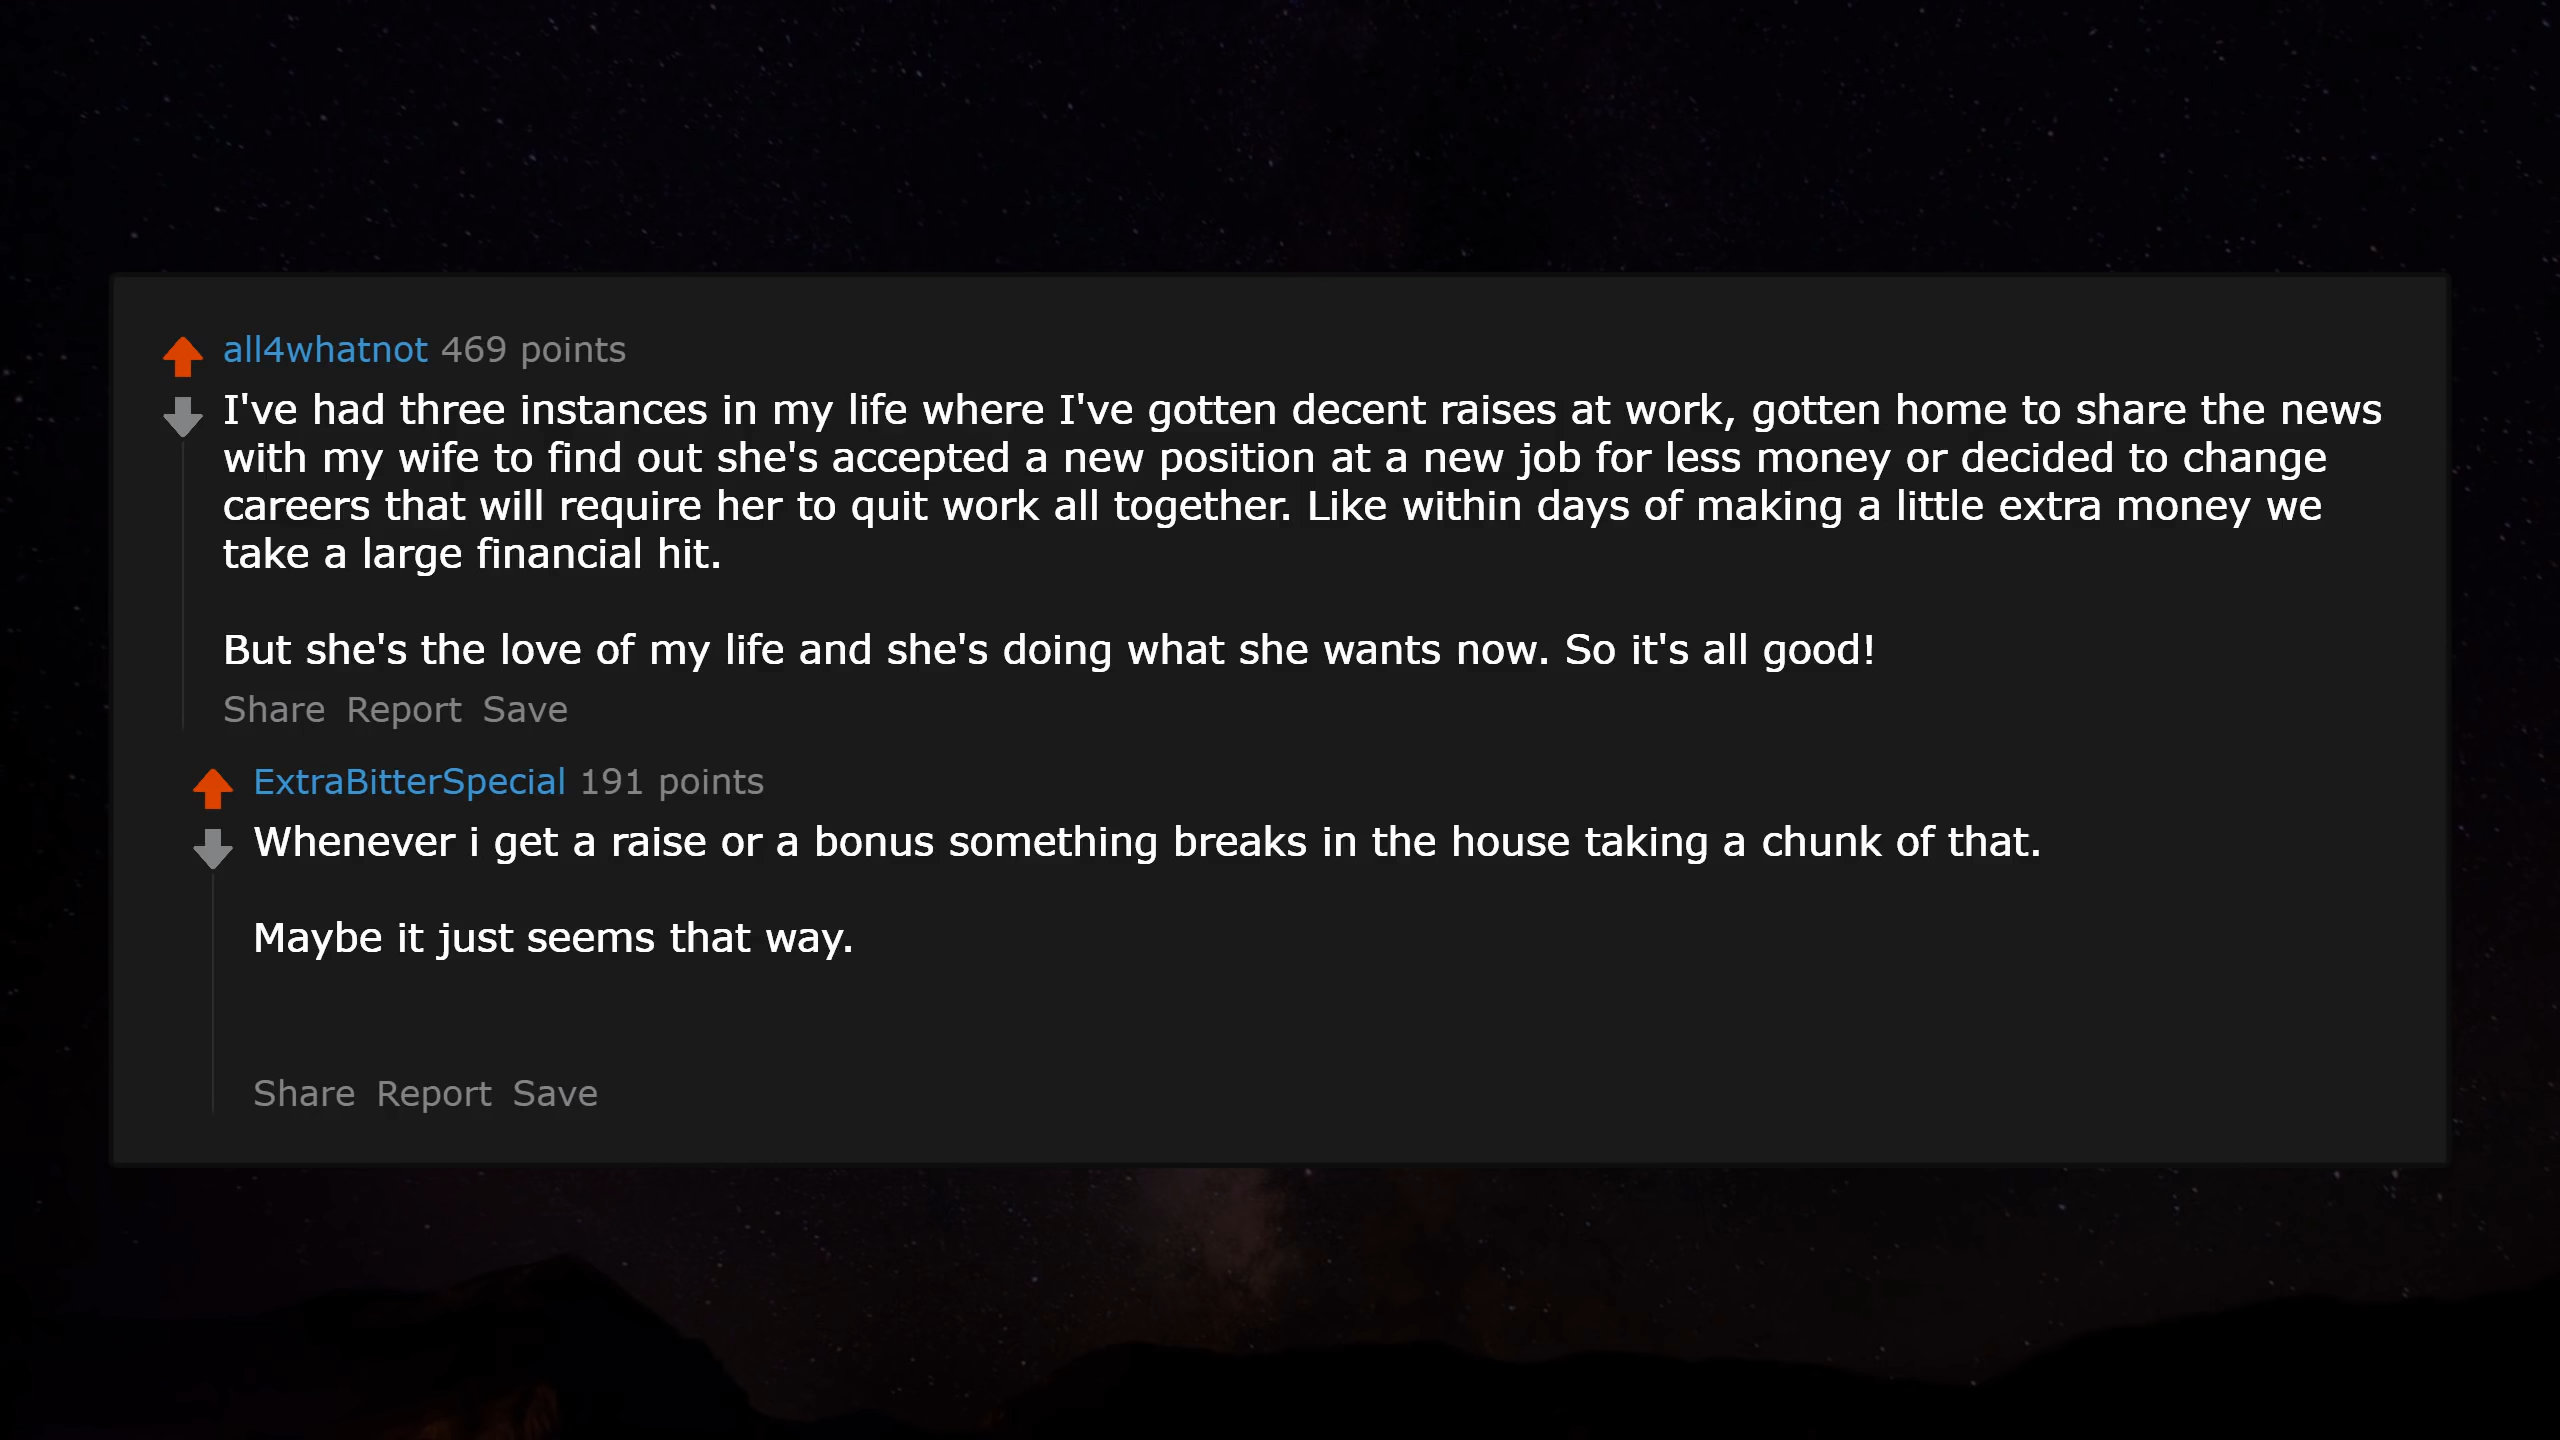 all4whatnot 469 points
I've had three instances in my life where I've gotten decent raises at work, gotten home to share the news
with my wife to find out she's accepted a new position at a new job for less money or decided to change
careers that will require her to quit work all together. Like within days of making a little extra money we
take a large financial hit.
But she's the love of my life and she's doing what she wants now. So it's all good!
Share Report Save
ExtraBitterSpecial 191 points
Whenever i get a raise or a bonus something breaks in the house taking a chunk of that.
Maybe it just seems that way.
Share Report Save